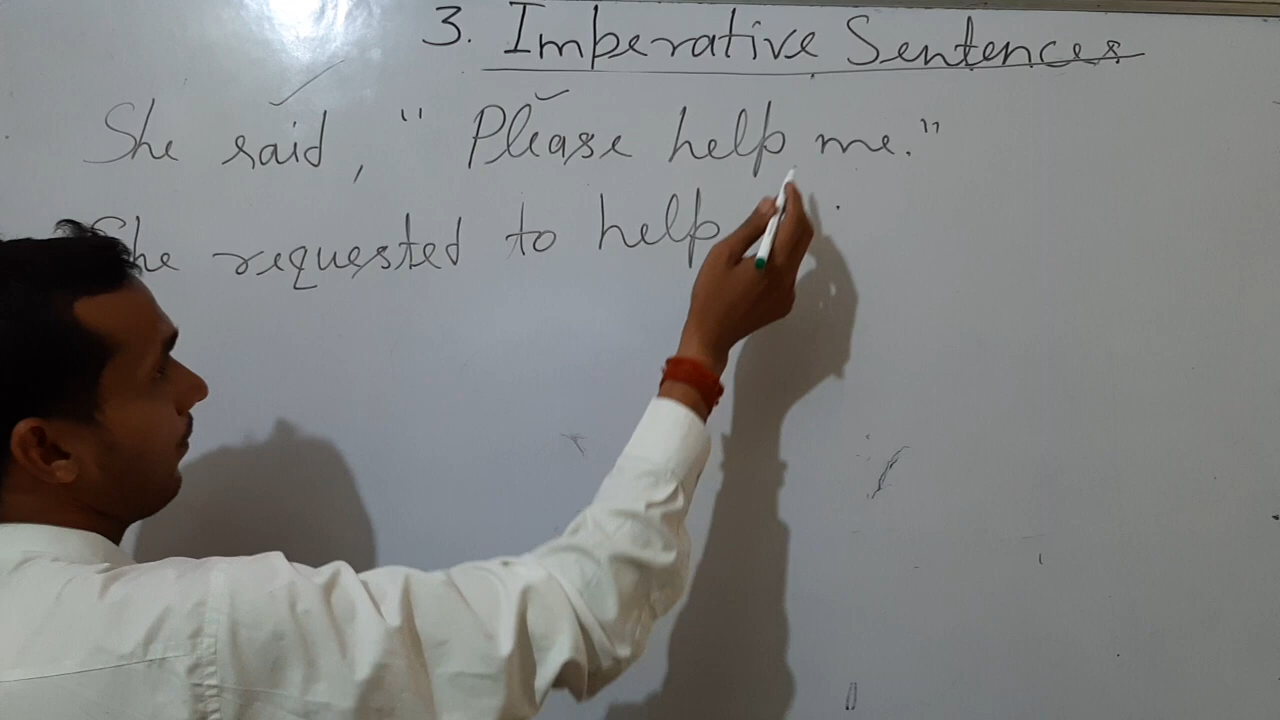 3. Imperative Sentences
She said, " Please help me."
She requested to help